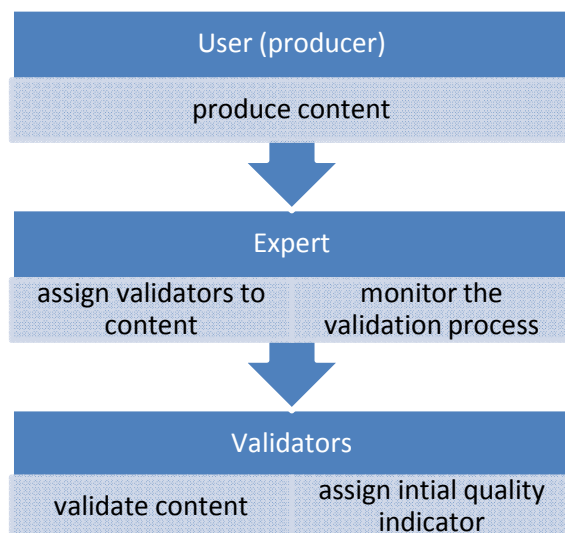 User (producer)
produce content
Expert
assign validators to
content
monitor the
validation process
Validators
validate content
assign intial quality
indicator